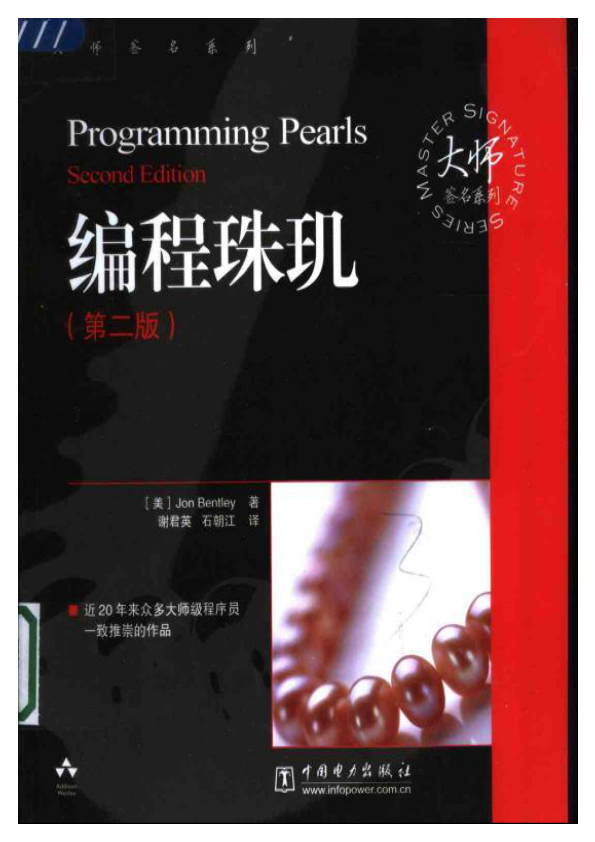 大师签名系列
Programming Pearls
Second Edition
编程珠玑
(第二版)
MASTER SIGNATURE SERIES
大师
签名系列
[美] Jon Bentley 著
谢君英 石朝江 译
■ 近20年来众多大师级程序员
一致推崇的作品
Addison
Wesley
中国电力出版社
www.infopower.com.cn